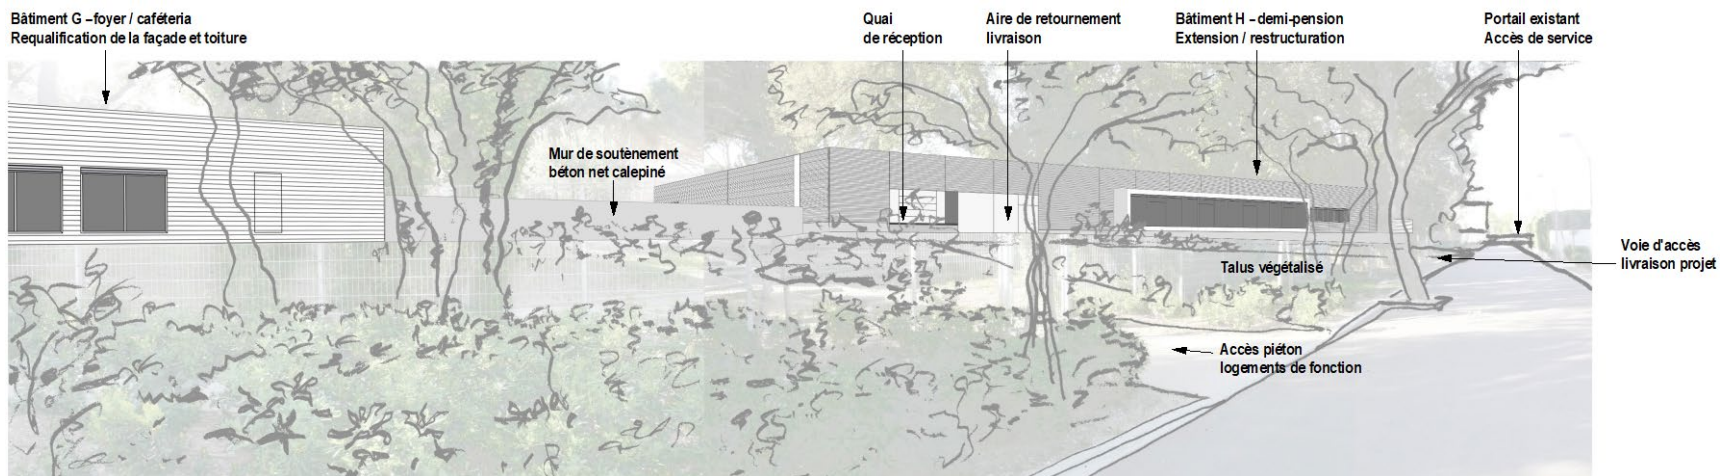 Bâtiment G – foyer / caféteria
Requalification de la façade et toiture
Quai
de réception
Aire de retournement
livraison
Bâtiment H – demi-pension
Extension / restructuration
Portail existant
Accès de service
Mur de soutènement
béton net calepiné
Voie d'accès
livraison projet
Talus végétalisé
Accès piéton
logements de fonction